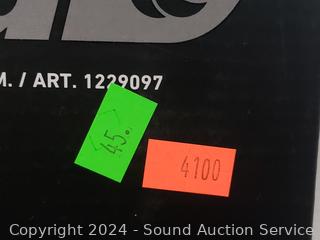 M. / ART. 1229097
45.
4100
Copyright 2024 - Sound Auction Service